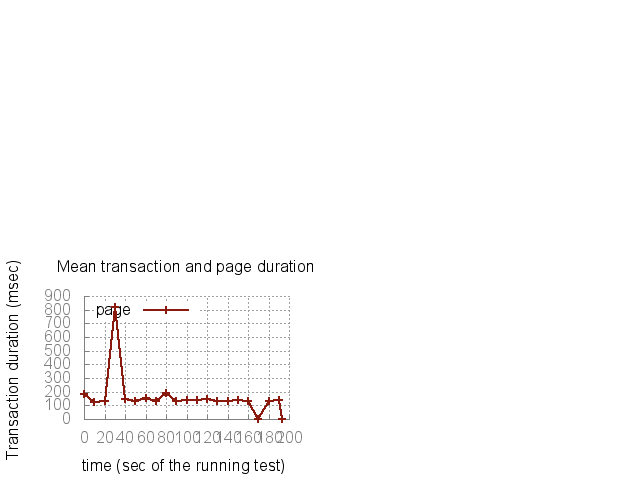 Mean transaction and page duration
Transaction duration (msec)
900
800
700
600
500
400
300
200
100
0
page
0 20 40 60 80 100 120 140 160 180 200
time (sec of the running test)